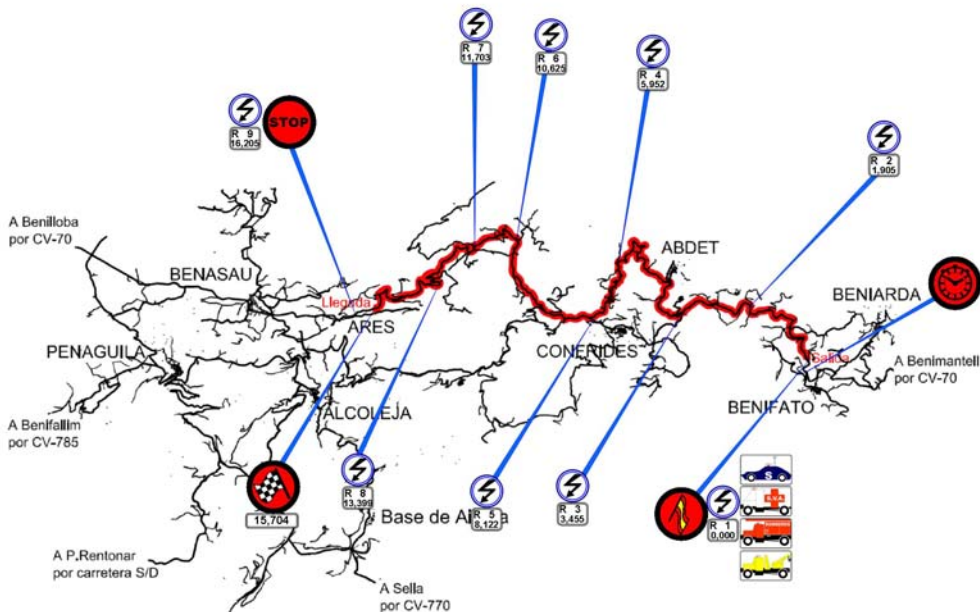 R 7
11,703
R 6
10,625
R 4
5,952
STOP
R 9
16,205
R 2
1,905
A Benilloba
por CV-70
ABDET
BENASAU
BENIARDA
Llegada
ARES
PENAGUILA
CONFRIDES
Salida
A Benimantell
por CV-70
BENIFATO
ALCOLEJA
A Benifallim
por CV-785
S
R 8
13,399
R 5
8,122
R 3
3,455
S.V.A.
R 1
0,000
15,704
Base de
A P.Rentonar
por carretera S/D
A Sella
por CV-770